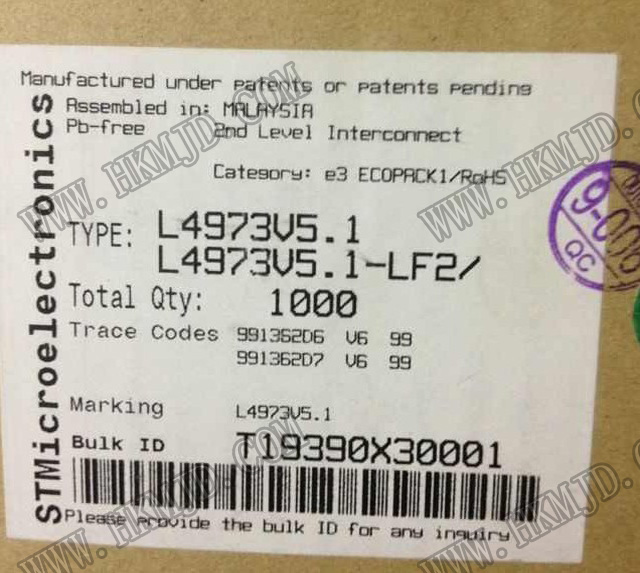 Manufactured under patents or patents pending
Assembled in: MALAYSIA
Pb-free 2nd Level Interconnect
Category: e3 ECOPACK1/RoHS
TYPE: L4973V5.1
L4973V5.1-LF2/
Total Qty: 1000
Trace Codes 991362D6 V6 99
991362D7 V6 99
Marking L4973V5.1
Bulk ID T19390X30001
Please provide the bulk ID for any inquiry
STMicroelectronics
QC
WWW.HKMJD.COM
WWW.HKMJD.COM
WWW.HKMJD.COM